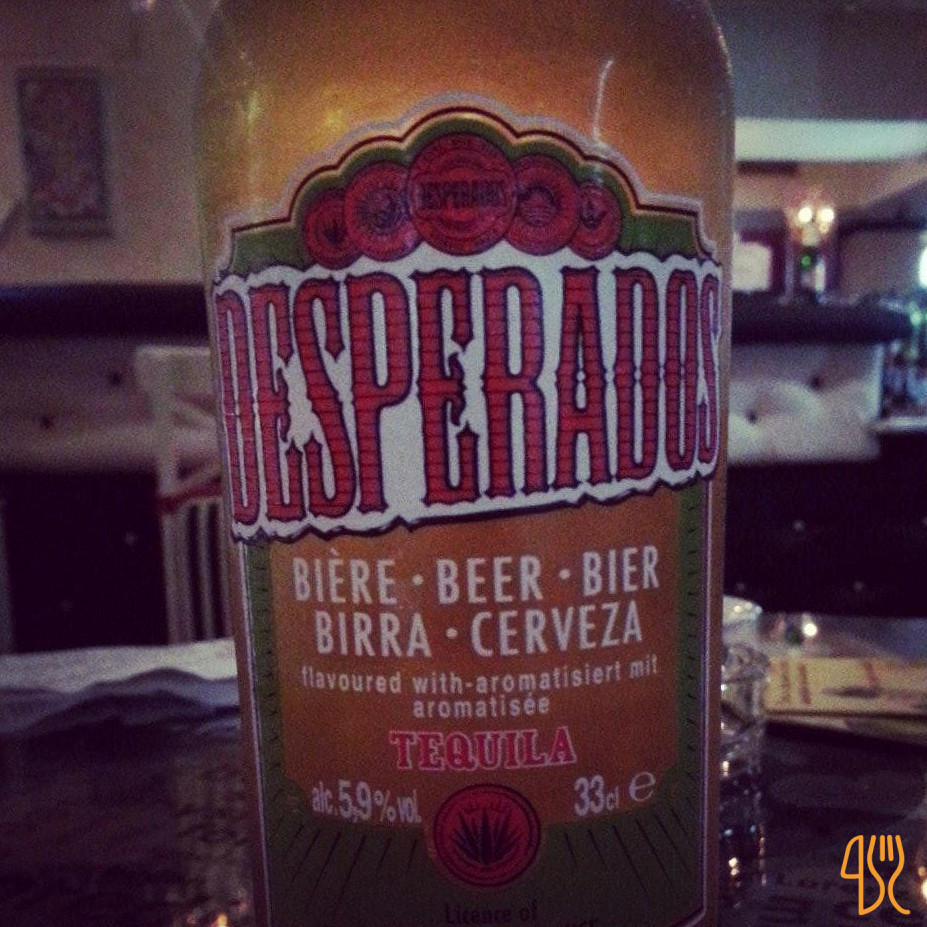 DESPERADOS
DESPERADOS
BIÈRE · BEER · BIER
BIRRA · CERVEZA
flavoured with-aromatisiert mit
aromatisée
TEQUILA
alc. 5,9%vol. 33cl e
Licence of